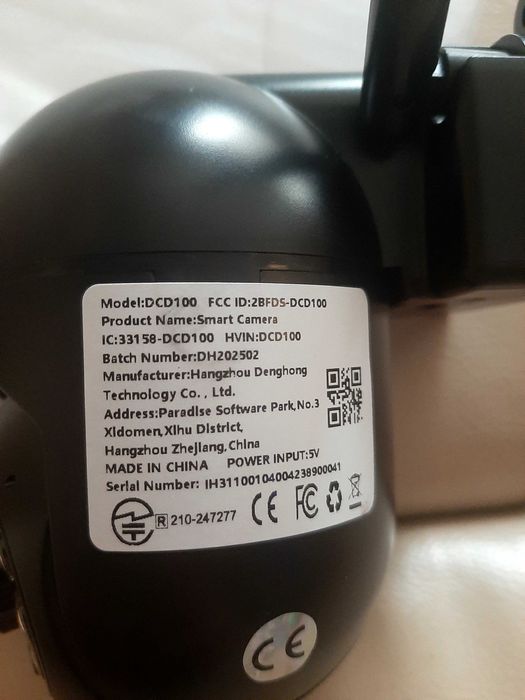 Model:DCD100 FCC ID:2BFDS-DCD100
Product Name:Smart Camera
IC:33158-DCD100 HVIN:DCD100
Batch Number:DH202502
Manufacturer:Hangzhou Denghong
Technology Co., Ltd.
Address:Paradise Software Park,No.3
Xidomen,Xihu District,
Hangzhou Zhejiang,China
MADE IN CHINA POWER INPUT:5V
Serial Number: IH31100104004238900041
R 210-247277 CE FC
CE